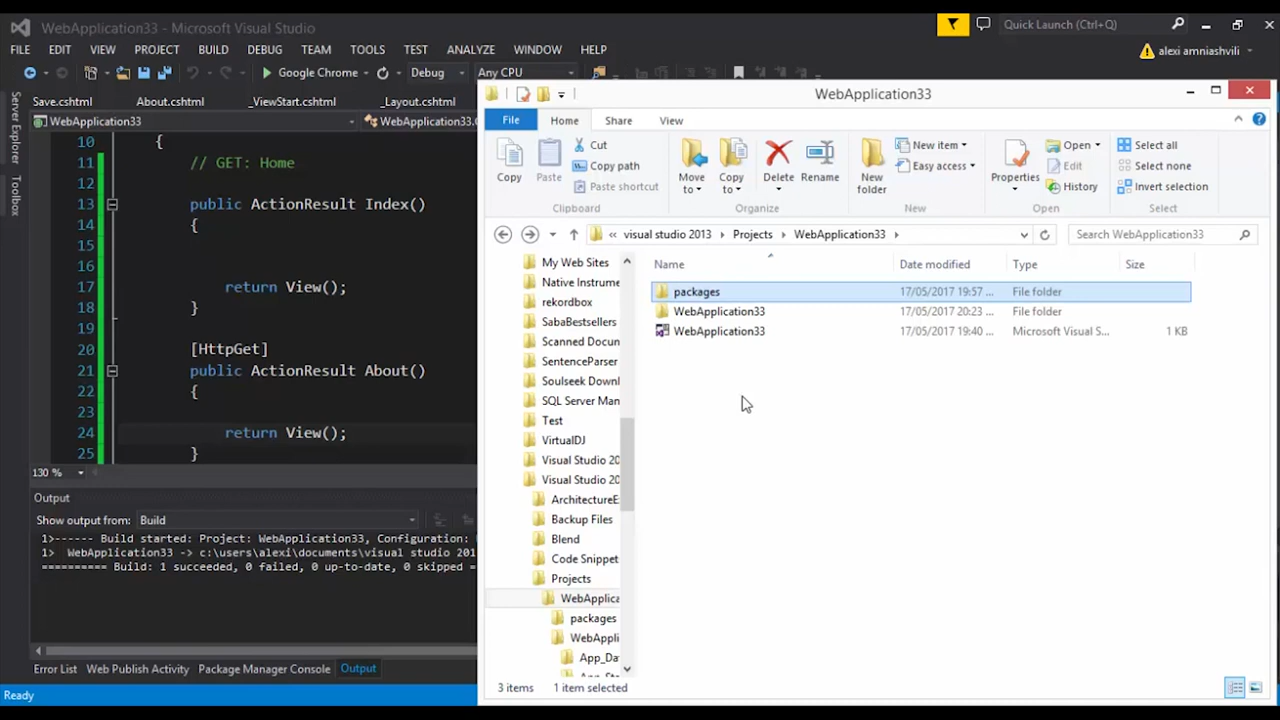 WebApplication33 - Microsoft Visual Studio
Quick Launch (Ctrl+Q)
FILE EDIT VIEW PROJECT BUILD DEBUG TEAM TOOLS TEST ANALYZE WINDOW HELP
alexi amniashvili
Google Chrome Debug Any CPU
Server Explorer
Toolbox
Save.cshtml About.cshtml _ViewStart.cshtml _Layout.cshtml
WebApplication33 WebApplication33.
10 {
11 // GET: Home
12
13 public ActionResult Index()
14 {
15
16
17 return View();
18 }
19
20 [HttpGet]
21 public ActionResult About()
22 {
23
24 return View();
25 }
130 %
Output
Show output from: Build
1>------ Build started: Project: WebApplication33, Configuration:
1> WebApplication33 -> c:\users\alexi\documents\visual studio 201
========== Build: 1 succeeded, 0 failed, 0 up-to-date, 0 skipped =
Error List Web Publish Activity Package Manager Console Output
Ready
WebApplication33
File Home Share View
Copy
Paste
Cut
Copy path
Paste shortcut
Clipboard
Move to
Copy to
Delete
Rename
Organize
New folder
New item
Easy access
New
Properties
Open
Edit
History
Open
Select all
Select none
Invert selection
Select
« visual studio 2013 Projects WebApplication33
Search WebApplication33
My Web Sites
Native Instrume
rekordbox
SabaBestsellers
Scanned Docum
SentenceParser
Soulseek Downl
SQL Server Man
Test
VirtualDJ
Visual Studio 20
Visual Studio 20
ArchitectureE
Backup Files
Blend
Code Snippet
Projects
WebApplica
packages
WebAppli
App_Da
Name Date modified Type Size
packages 17/05/2017 19:57 ... File folder
WebApplication33 17/05/2017 20:23 ... File folder
WebApplication33 17/05/2017 19:40 ... Microsoft Visual S... 1 KB
3 items 1 item selected